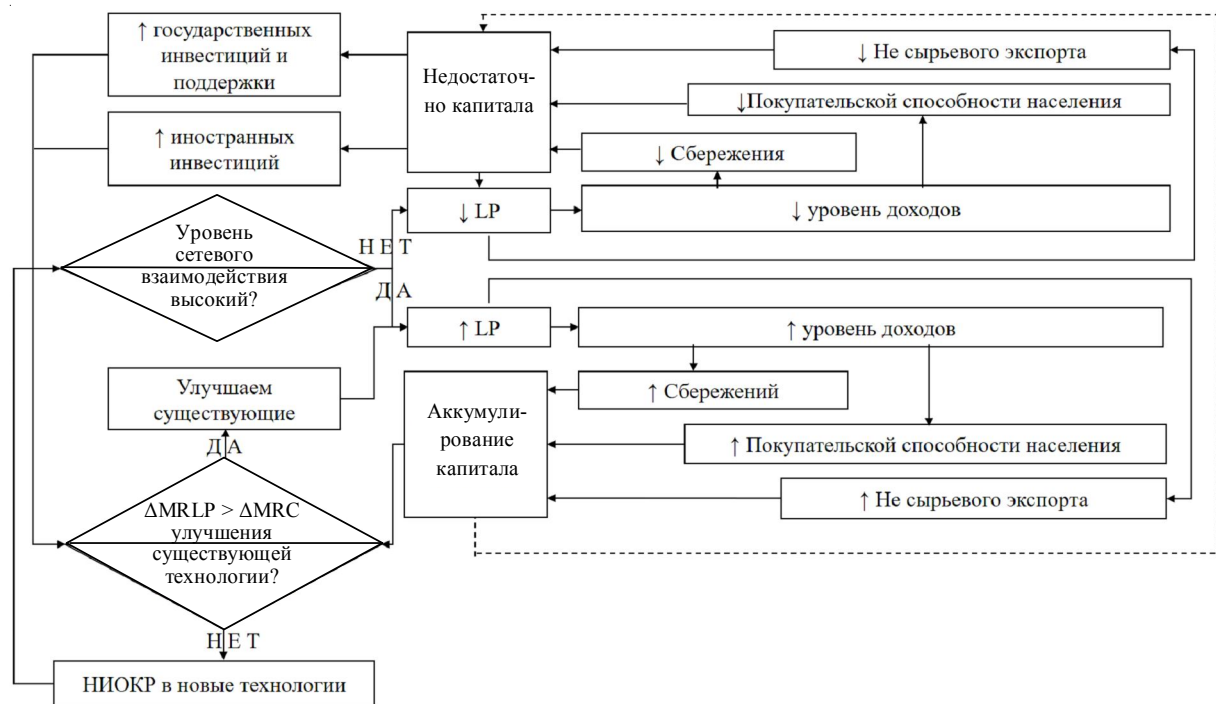 ↑ государственных
инвестиций и
поддержки
Недостаточ-
но капитала
↓ Не сырьевого экспорта
↓Покупательской способности населения
↑ иностранных
инвестиций
↓ Сбережения
↓ LP
↓ уровень доходов
Уровень
сетевого
взаимодействия
высокий?
Н Е Т
Д А
↑ LP
↑ уровень доходов
Улучшаем
существующие
↑ Сбережений
Аккумули-
рование
капитала
↑ Покупательской способности населения
↑ Не сырьевого экспорта
Д А
ΔMRLP > ΔMRC
улучшения
существующей
технологии?
Н Е Т
НИОКР в новые технологии